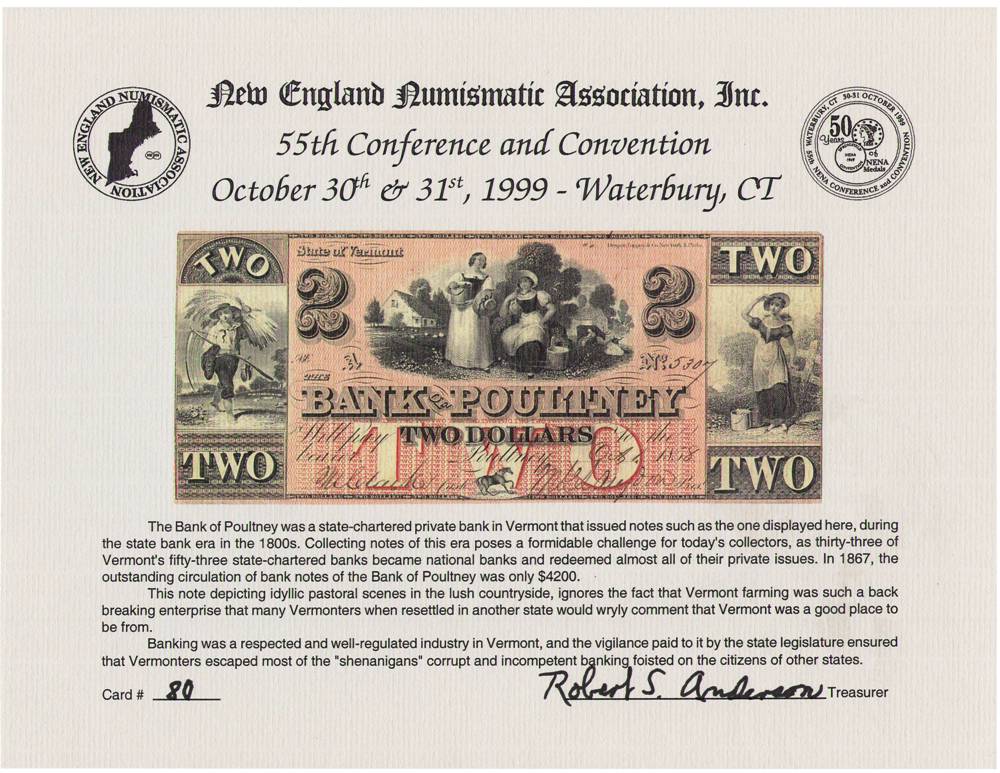 New England Numismatic Association, Inc.
55th Conference and Convention
October 30th & 31st, 1999 - Waterbury, CT
NEW ENGLAND NUMISMATIC ASSOCIATION
55th NENA CONFERENCE and CONVENTION
WATERBURY, CT 30-31 OCTOBER 1999
50
Years
of
NENA
Medals
TWO
State of Vermont
2
2
TWO
No 5307
BANK OF POULTNEY
Will pay TWO DOLLARS to the
bearer Poultney
TWO
TWO
TWO
The Bank of Poultney was a state-chartered private bank in Vermont that issued notes such as the one displayed here, during
the state bank era in the 1800s. Collecting notes of this era poses a formidable challenge for today's collectors, as thirty-three of
Vermont's fifty-three state-chartered banks became national banks and redeemed almost all of their private issues. In 1867, the
outstanding circulation of bank notes of the Bank of Poultney was only $4200.
This note depicting idyllic pastoral scenes in the lush countryside, ignores the fact that Vermont farming was such a back
breaking enterprise that many Vermonters when resettled in another state would wryly comment that Vermont was a good place to
be from.
Banking was a respected and well-regulated industry in Vermont, and the vigilance paid to it by the state legislature ensured
that Vermonters escaped most of the "shenanigans" corrupt and incompetent banking foisted on the citizens of other states.
Card # 80 Robert S. Anderson Treasurer